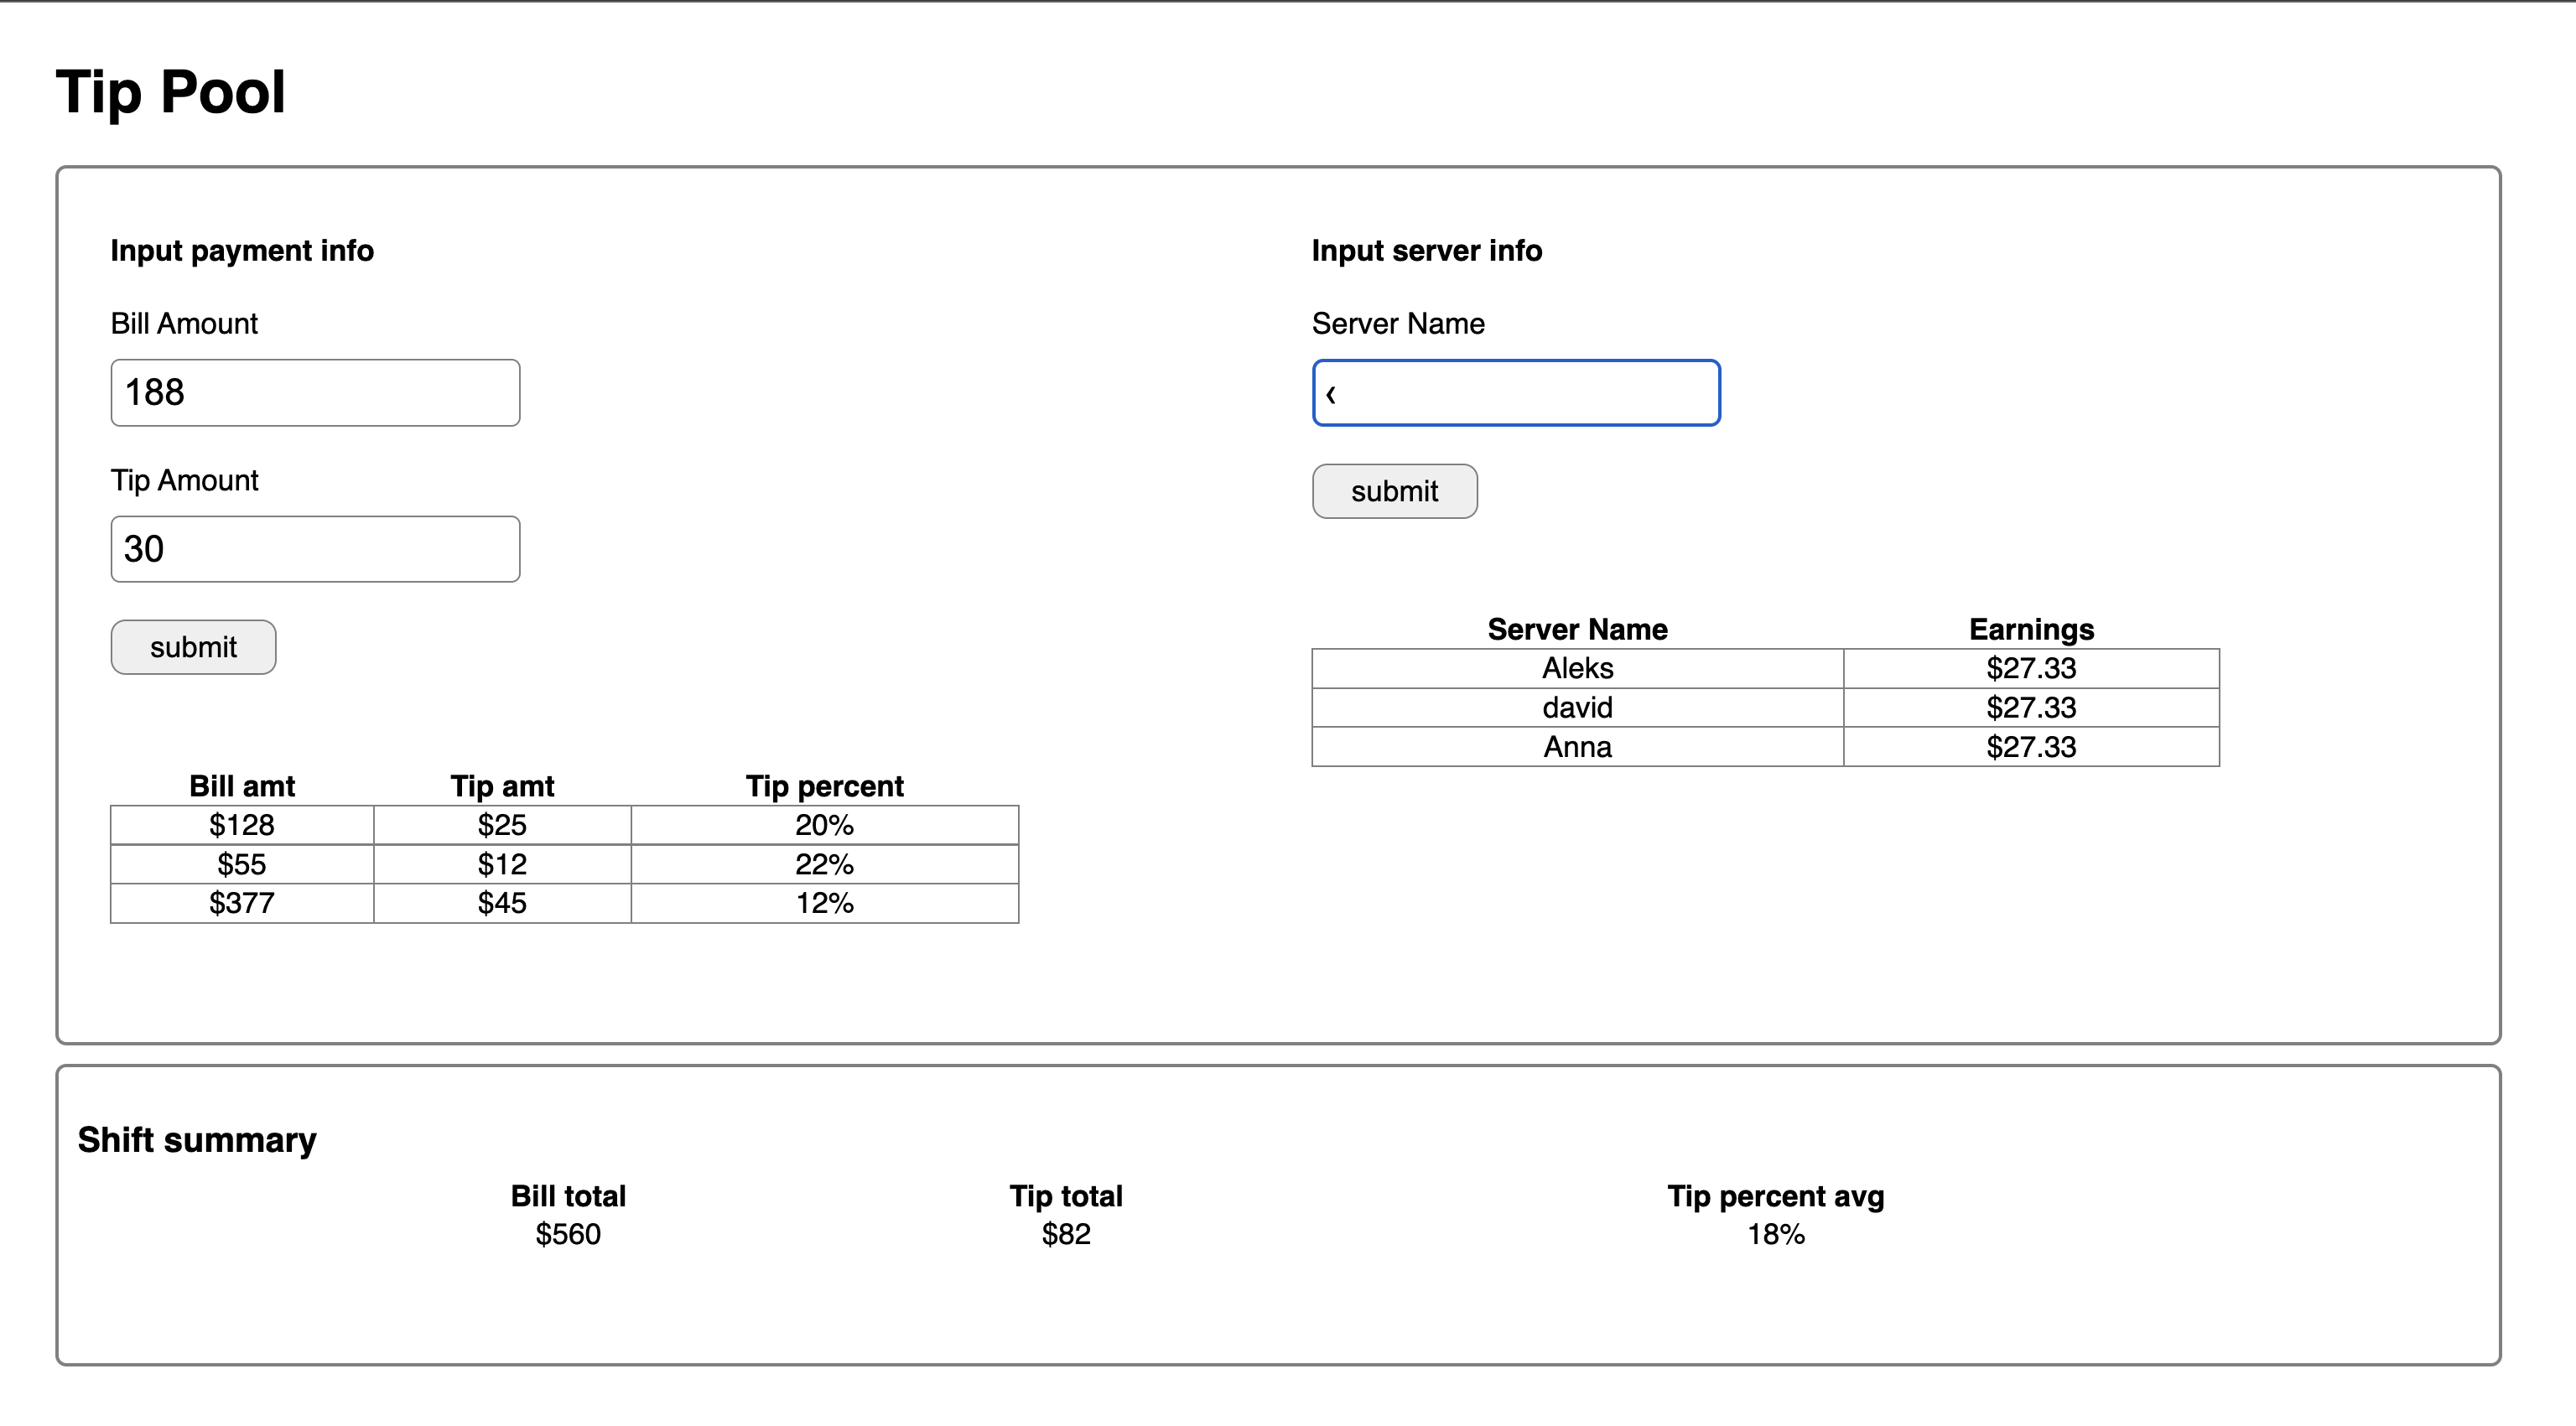 Tip Pool
Input payment info
Bill Amount
188
Tip Amount
30
submit
Bill amt Tip amt Tip percent
$128 $25 20%
$55 $12 22%
$377 $45 12%
Input server info
Server Name
‹
submit
Server Name Earnings
Aleks $27.33
david $27.33
Anna $27.33
Shift summary
Bill total Tip total Tip percent avg
$560 $82 18%